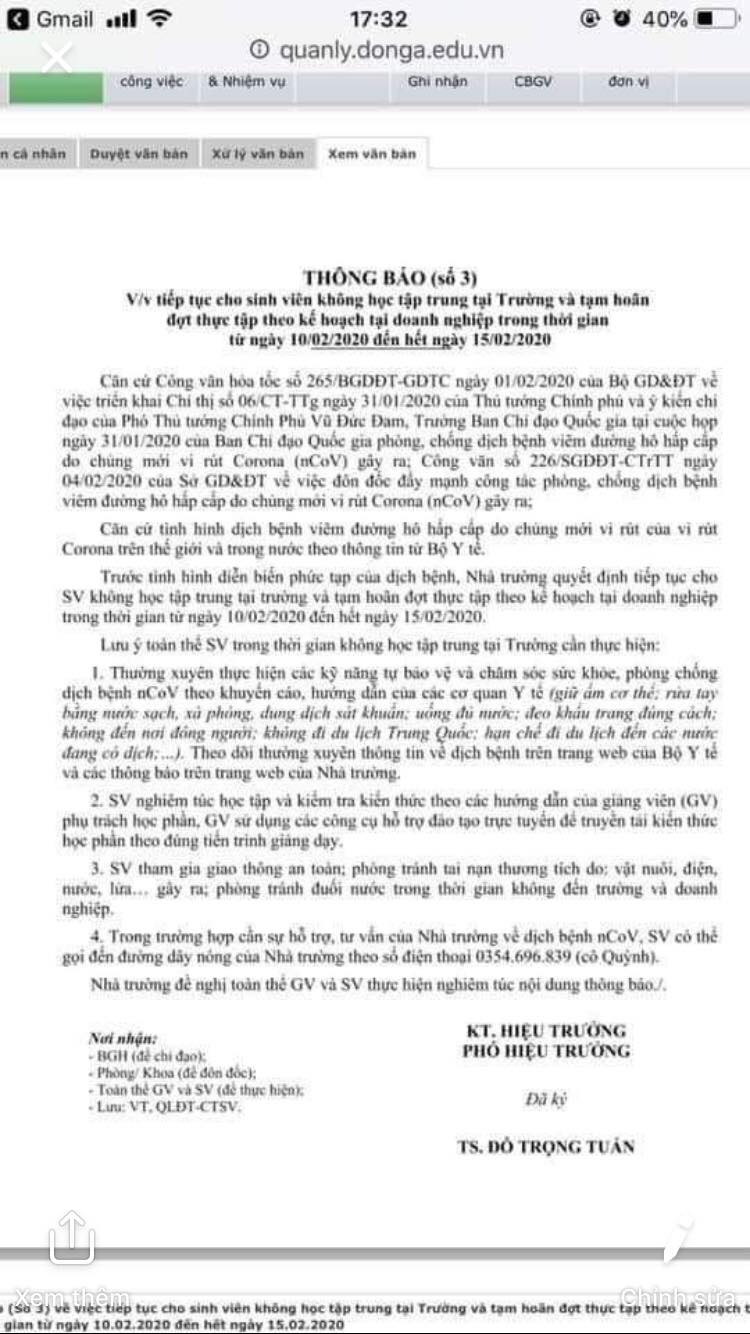 Gmail
17:32
40%
quanly.donga.edu.vn
công việc
& Nhiệm vụ
Ghi nhận
CBGV
đơn vị
n cá nhân
Duyệt văn bản
Xử lý văn bản
Xem văn bản
THÔNG BÁO (số 3)
V/v tiếp tục cho sinh viên không học tập trung tại Trường và tạm hoãn
đợt thực tập theo kế hoạch tại doanh nghiệp trong thời gian
từ ngày 10/02/2020 đến hết ngày 15/02/2020
Căn cứ Công văn hỏa tốc số 265/BGDĐT-GDTC ngày 01/02/2020 của Bộ GD&ĐT về
việc triển khai Chỉ thị số 06/CT-TTg ngày 31/01/2020 của Thủ tướng Chính phủ và ý kiến chỉ
đạo của Phó Thủ tướng Chính Phủ Vũ Đức Đam, Trưởng Ban Chỉ đạo Quốc gia tại cuộc họp
ngày 31/01/2020 của Ban Chỉ đạo Quốc gia phòng, chống dịch bệnh viêm đường hô hấp cấp
do chủng mới vi rút Corona (nCoV) gây ra; Công văn số 226/SGDĐT-CTrTT ngày
04/02/2020 của Sở GD&ĐT về việc đôn đốc đẩy mạnh công tác phòng, chống dịch bệnh
viêm đường hô hấp cấp do chủng mới vi rút Corona (nCoV) gây ra;
Căn cứ tình hình dịch bệnh viêm đường hô hấp cấp do chủng mới vi rút của vi rút
Corona trên thế giới và trong nước theo thông tin từ Bộ Y tế.
Trước tình hình diễn biến phức tạp của dịch bệnh, Nhà trường quyết định tiếp tục cho
SV không học tập trung tại trường và tạm hoãn đợt thực tập theo kế hoạch tại doanh nghiệp
trong thời gian từ ngày 10/02/2020 đến hết ngày 15/02/2020.
Lưu ý toàn thể SV trong thời gian không học tập trung tại Trường cần thực hiện:
1. Thường xuyên thực hiện các kỹ năng tự bảo vệ và chăm sóc sức khỏe, phòng chống
dịch bệnh nCoV theo khuyến cáo, hướng dẫn của các cơ quan Y tế (giữ ấm cơ thể; rửa tay
bằng nước sạch, xà phòng, dung dịch sát khuẩn; uống đủ nước; đeo khẩu trang đúng cách;
không đến nơi đông người; không đi du lịch Trung Quốc; hạn chế đi du lịch đến các nước
đang có dịch;...). Theo dõi thường xuyên thông tin về dịch bệnh trên trang web của Bộ Y tế
và các thông báo trên trang web của Nhà trường.
2. SV nghiêm túc học tập và kiểm tra kiến thức theo các hướng dẫn của giảng viên (GV)
phụ trách học phần, GV sử dụng các công cụ hỗ trợ đào tạo trực tuyến để truyền tải kiến thức
học phần theo đúng tiến trình giảng dạy.
3. SV tham gia giao thông an toàn; phòng tránh tai nạn thương tích do: vật nuôi, điện,
nước, lửa... gây ra; phòng tránh đuối nước trong thời gian không đến trường và doanh
nghiệp.
4. Trong trường hợp cần sự hỗ trợ, tư vấn của Nhà trường về dịch bệnh nCoV, SV có thể
gọi đến đường dây nóng của Nhà trường theo số điện thoại 0354.696.839 (cô Quỳnh).
Nhà trường đề nghị toàn thể GV và SV thực hiện nghiêm túc nội dung thông báo./.
Nơi nhận:
- BGH (để chỉ đạo);
- Phòng/ Khoa (để đôn đốc);
- Toàn thể GV và SV (để thực hiện);
- Lưu: VT, QLĐT-CTSV.
KT. HIỆU TRƯỞNG
PHÓ HIỆU TRƯỞNG
Đã ký
TS. ĐỖ TRỌNG TUẤN
Xem thêm
Chỉnh sửa
(Số 3) về việc tiếp tục cho sinh viên không học tập trung tại Trường và tạm hoãn đợt thực tập theo kế hoạch t
gian từ ngày 10.02.2020 đến hết ngày 15.02.2020